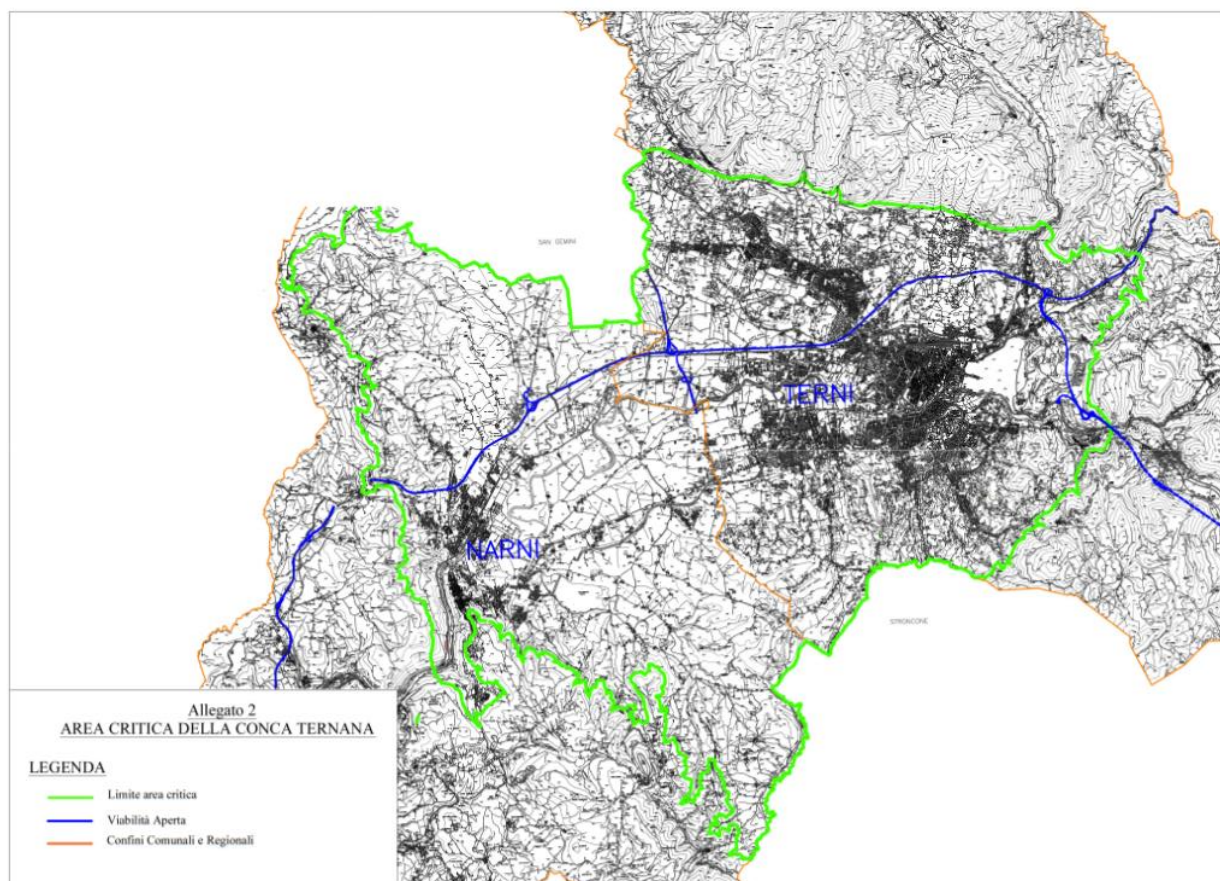 SAN GEMINI
TERNI
NARNI
STRONCONE
Allegato 2
AREA CRITICA DELLA CONCA TERNANA
LEGENDA
Limite area critica
Viabilità Aperta
Confini Comunali e Regionali